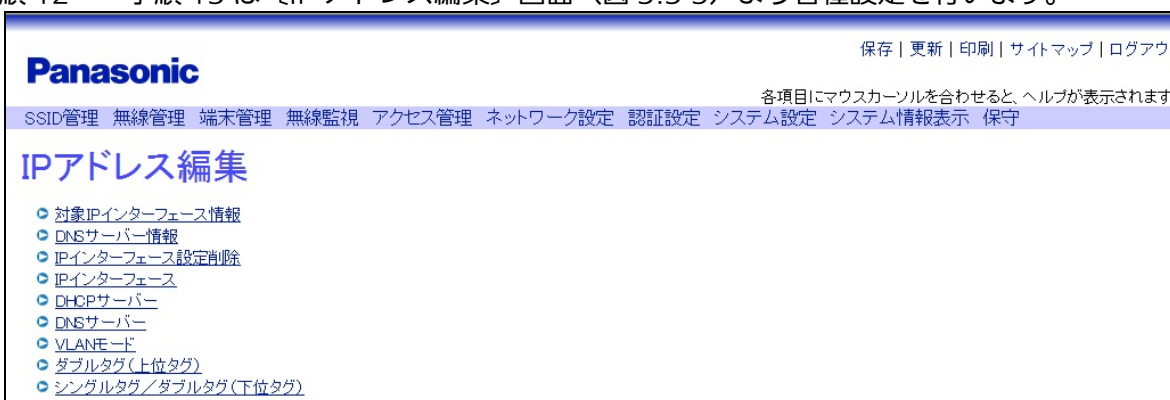 保存 | 更新 | 印刷 | サイトマップ | ログアウ
Panasonic
各項目にマウスカーソルを合わせると、ヘルプが表示されます
SSID管理 無線管理 端末管理 無線監視 アクセス管理 ネットワーク設定 認証設定 システム設定 システム情報表示 保守
IPアドレス編集
対象IPインターフェース情報
DNSサーバー情報
IPインターフェース設定削除
IPインターフェース
DHCPサーバー
DNSサーバー
VLANモード
ダブルタグ(上位タグ)
シングルタグ/ダブルタグ(下位タグ)